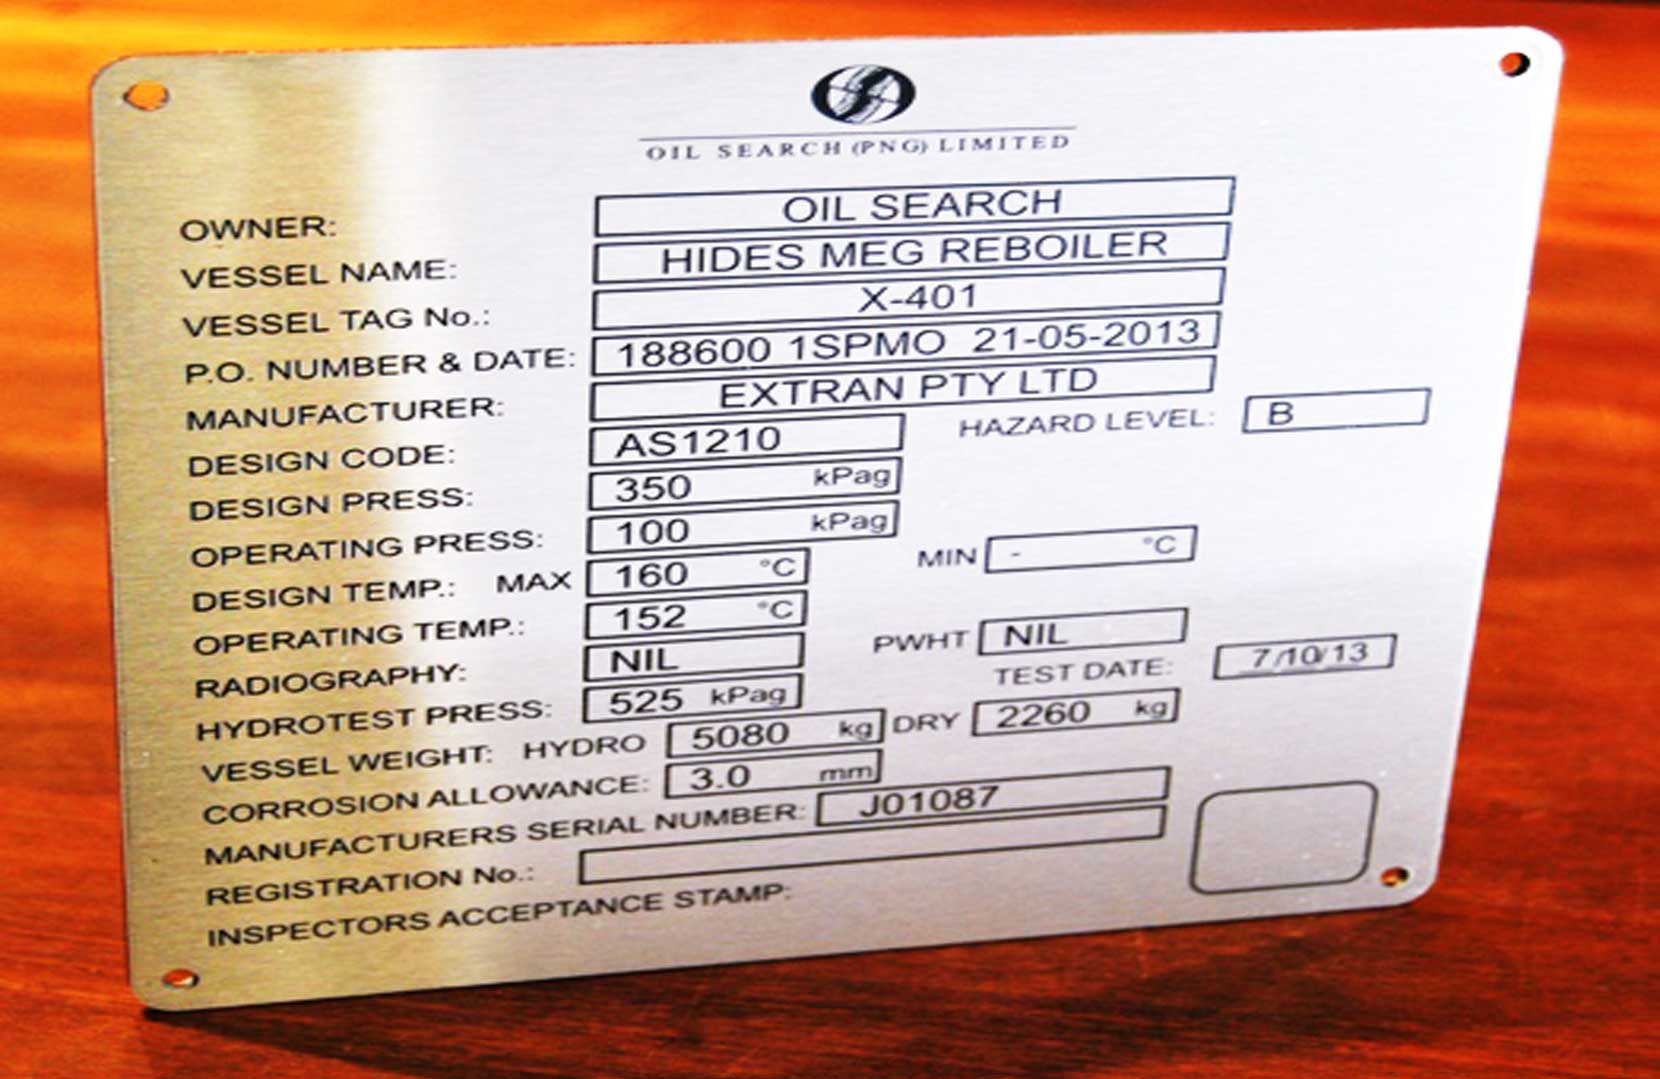 OIL SEARCH (PNG) LIMITED
OWNER: OIL SEARCH
VESSEL NAME: HIDES MEG REBOILER
VESSEL TAG No.: X-401
P.O. NUMBER & DATE: 188600 1SPMO 21-05-2013
MANUFACTURER: EXTRAN PTY LTD
DESIGN CODE: AS1210 HAZARD LEVEL: B
DESIGN PRESS: 350 kPag
OPERATING PRESS: 100 kPag
DESIGN TEMP.: MAX 160 °C MIN - °C
OPERATING TEMP.: 152 °C
RADIOGRAPHY: NIL PWHT NIL
HYDROTEST PRESS: 525 kPag TEST DATE: 7/10/13
VESSEL WEIGHT: HYDRO 5080 kg DRY 2260 kg
CORROSION ALLOWANCE: 3.0 mm
MANUFACTURERS SERIAL NUMBER: J01087
REGISTRATION No.:
INSPECTORS ACCEPTANCE STAMP: